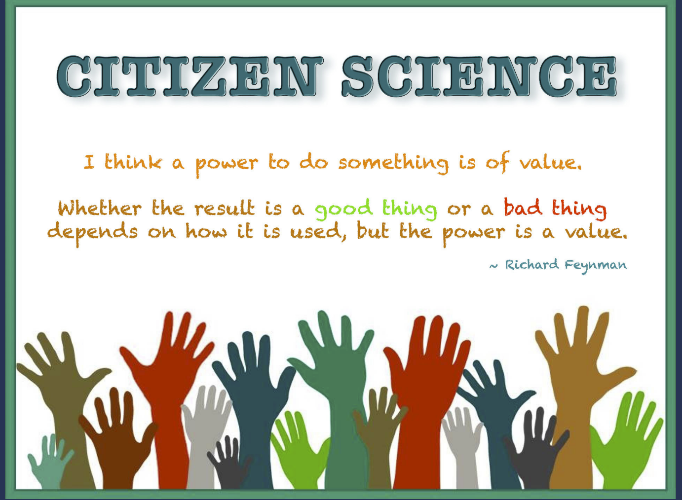 CITIZEN SCIENCE
I think a power to do something is of value.
Whether the result is a good thing or a bad thing
depends on how it is used, but the power is a value.
~ Richard Feynman